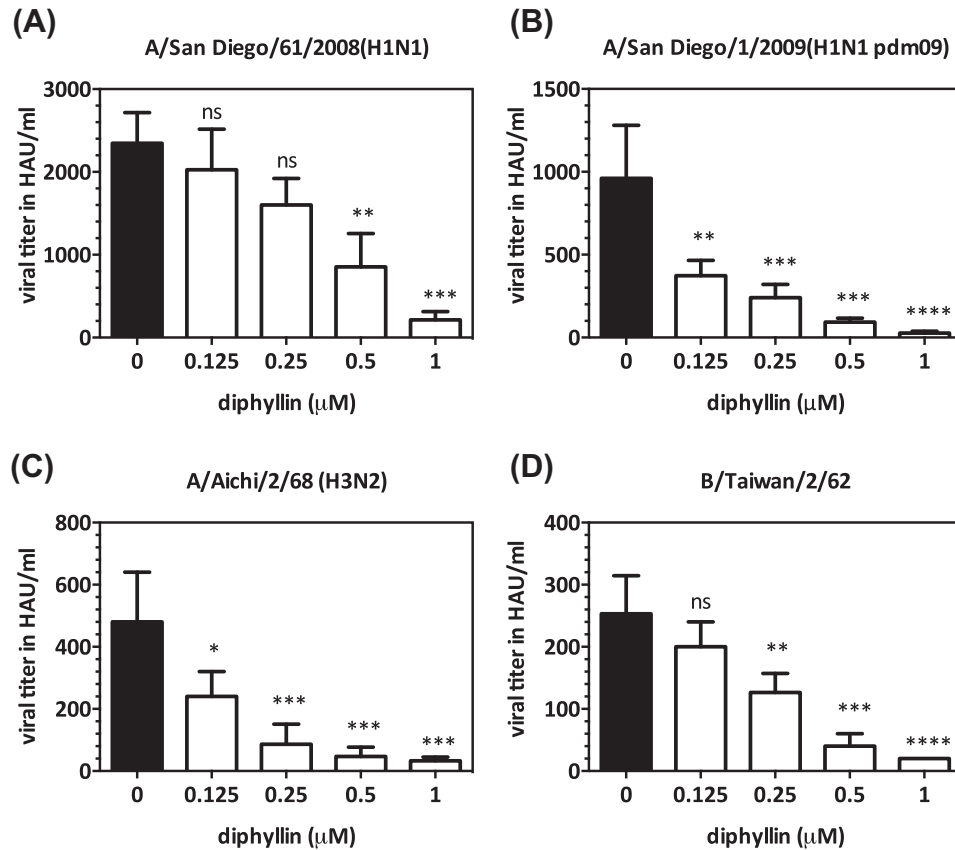 (A)
A/San Diego/61/2008(H1N1)
viral titer in HAU/ml
3000
2000
1000
0
ns
ns
**
***
0 0.125 0.25 0.5 1
diphyllin (μM)
(B)
A/San Diego/1/2009(H1N1 pdm09)
viral titer in HAU/ml
1500
1000
500
0
**
***
***
****
0 0.125 0.25 0.5 1
diphyllin (μM)
(C)
A/Aichi/2/68 (H3N2)
viral titer in HAU/ml
800
600
400
200
0
*
***
***
***
0 0.125 0.25 0.5 1
diphyllin (μM)
(D)
B/Taiwan/2/62
viral titer in HAU/ml
400
300
200
100
0
ns
**
***
****
0 0.125 0.25 0.5 1
diphyllin (μM)